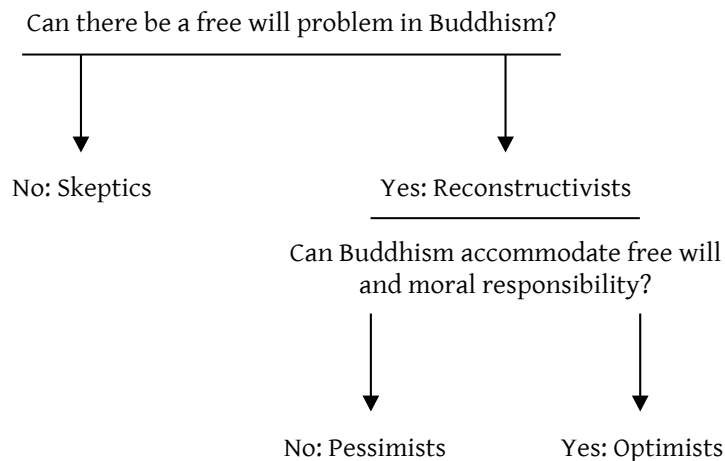 Can there be a free will problem in Buddhism?
No: Skeptics
Yes: Reconstructivists
Can Buddhism accommodate free will
and moral responsibility?
No: Pessimists
Yes: Optimists